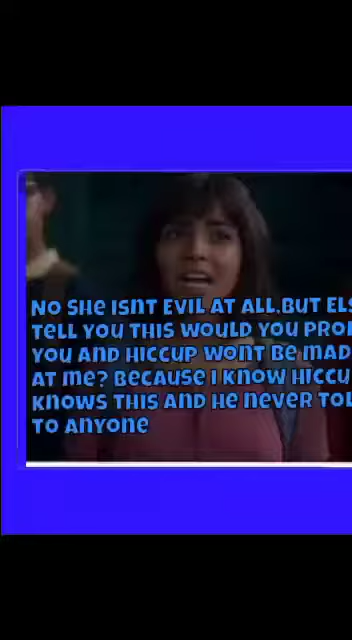 No she isnt evil at all,but Els
tell you this would you pro
you and Hiccup wont be mad
at me? Because i know Hiccu
knows this and he never tol
to anyone